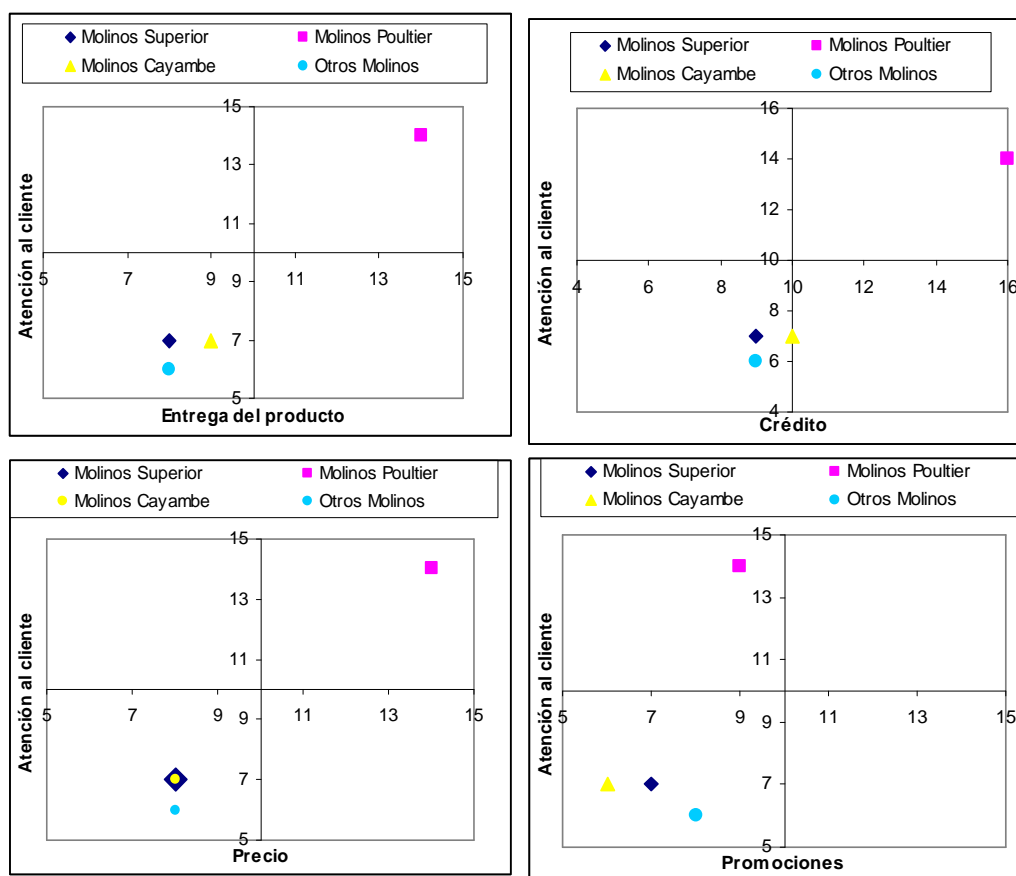 Molinos Superior Molinos Poultier
Molinos Cayambe Otros Molinos
15
13
11
5 7 9 11 13 15
9
7
5
Atención al cliente
Entrega del producto
Molinos Superior Molinos Poultier
Molinos Cayambe Otros Molinos
16
14
12
10
4 6 8 10 12 14 16
8
6
4
Atención al cliente
Crédito
Molinos Superior Molinos Poultier
Molinos Cayambe Otros Molinos
15
13
11
5 7 9 11 13 15
9
7
5
Atención al cliente
Precio
Molinos Superior Molinos Poultier
Molinos Cayambe Otros Molinos
15
13
11
5 7 9 11 13 15
9
7
5
Atención al cliente
Promociones